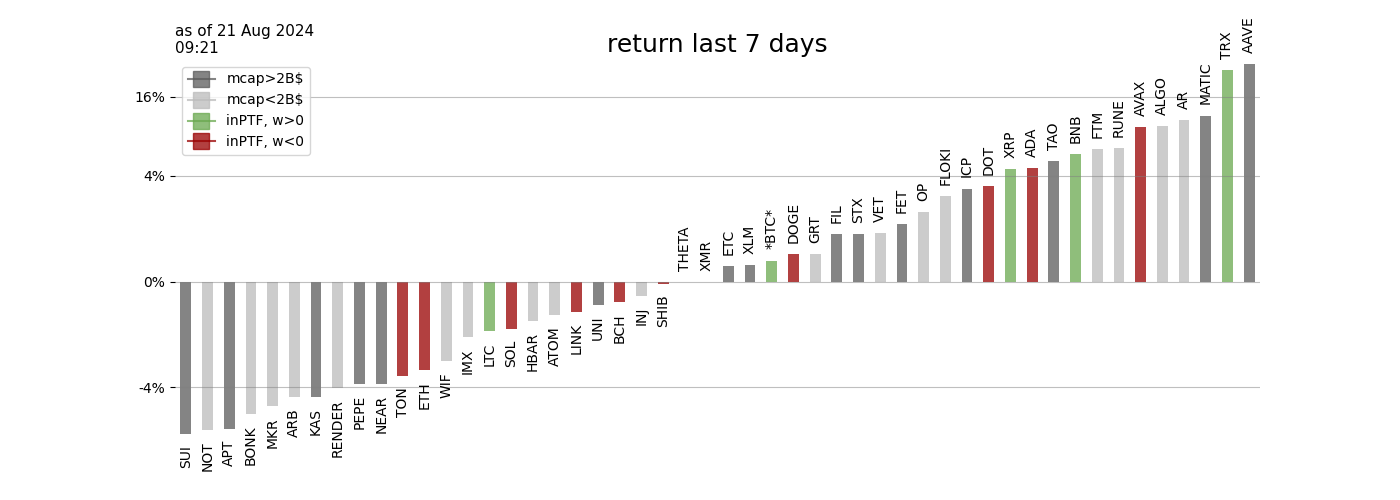 as of 21 Aug 2024
09:21
return last 7 days
mcap>2B$
mcap<2B$
inPTF, w>0
inPTF, w<0
16%
4%
0%
-4%
SUI
NOT
APT
BONK
MKR
ARB
KAS
RENDER
PEPE
NEAR
TON
ETH
WIF
IMX
LTC
SOL
HBAR
ATOM
LINK
UNI
BCH
INJ
SHIB
THETA
XMR
ETC
XLM
*BTC*
DOGE
GRT
FIL
STX
VET
FET
OP
FLOKI
ICP
DOT
XRP
ADA
TAO
BNB
FTM
RUNE
AVAX
ALGO
AR
MATIC
TRX
AAVE